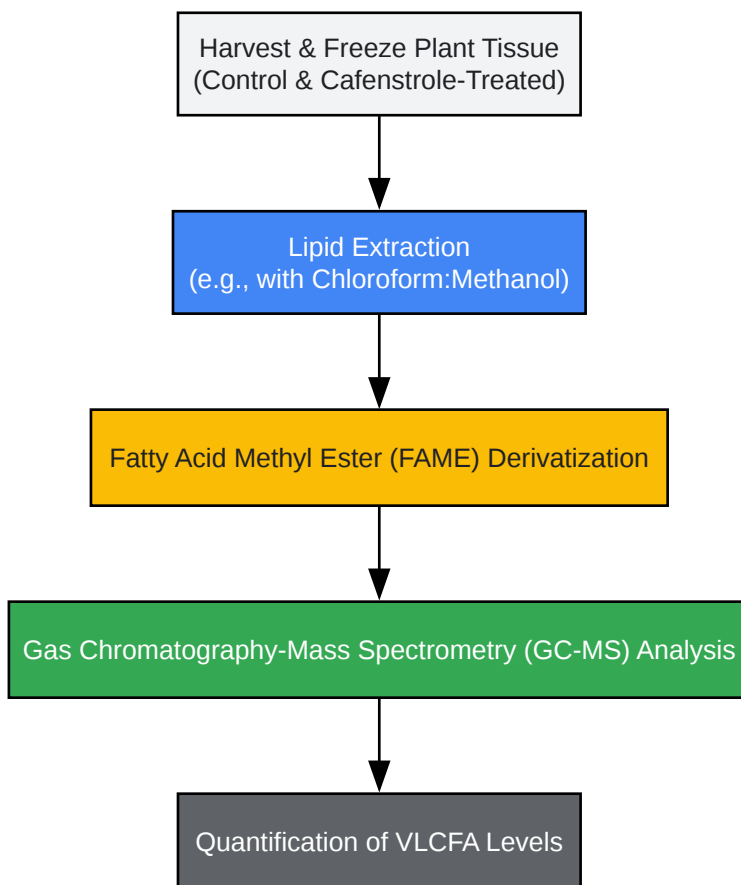 Harvest & Freeze Plant Tissue
(Control & Cafenstrole-Treated)
Lipid Extraction
(e.g., with Chloroform:Methanol)
Fatty Acid Methyl Ester (FAME) Derivatization
Gas Chromatography-Mass Spectrometry (GC-MS) Analysis
Quantification of VLCFA Levels